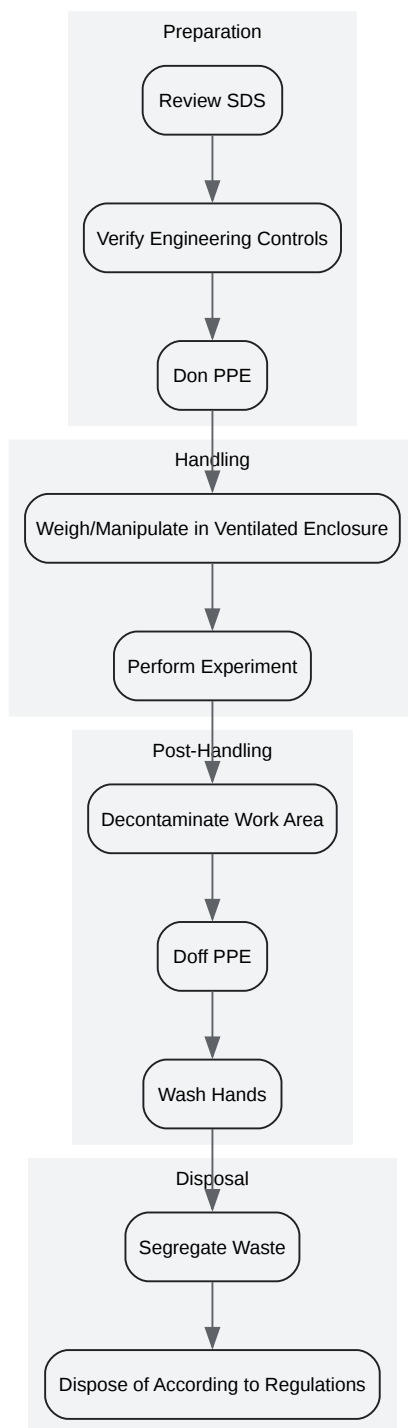 Preparation
Review SDS
Verify Engineering Controls
Don PPE
Handling
Weigh/Manipulate in Ventilated Enclosure
Perform Experiment
Post-Handling
Decontaminate Work Area
Doff PPE
Wash Hands
Disposal
Segregate Waste
Dispose of According to Regulations